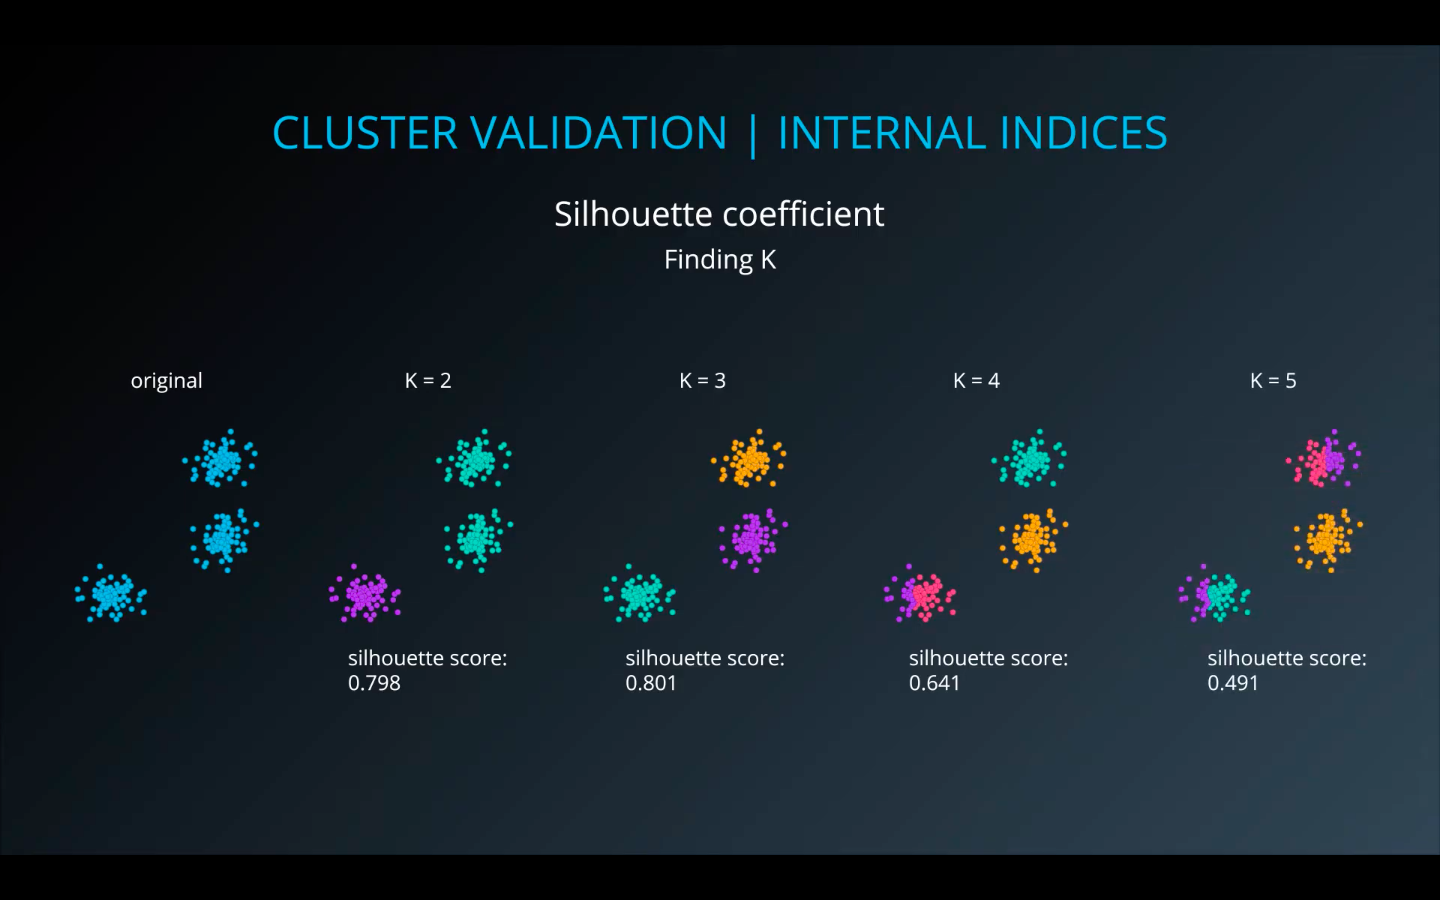 CLUSTER VALIDATION | INTERNAL INDICES
Silhouette coefficient
Finding K
original
K = 2
K = 3
K = 4
K = 5
silhouette score:
0.798
silhouette score:
0.801
silhouette score:
0.641
silhouette score:
0.491